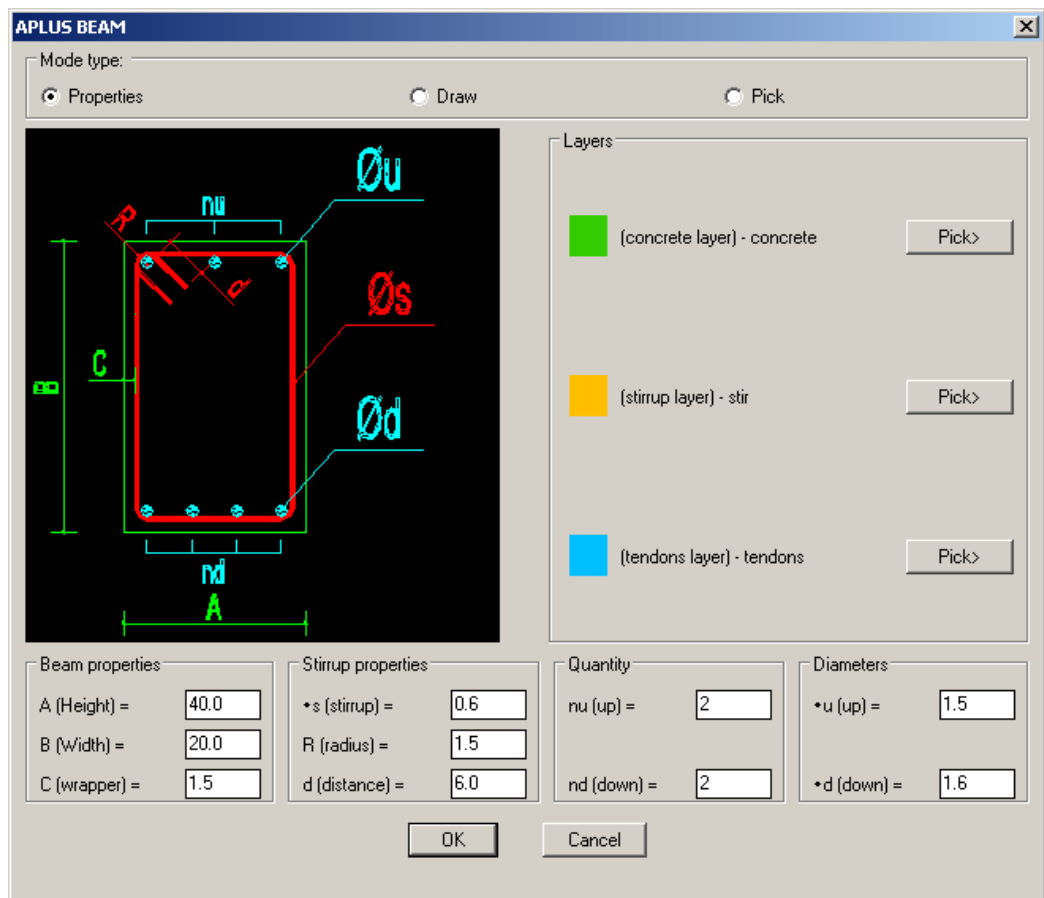 APLUS BEAM
Mode type:
Properties
Draw
Pick
Øu
nu
R
d
Øs
C
B
Ød
nd
A
Layers
(concrete layer) - concrete
Pick>
(stirrup layer) - stir
Pick>
(tendons layer) - tendons
Pick>
Beam properties
A (Height) = 40.0
B (Width) = 20.0
C (wrapper) = 1.5
Stirrup properties
•s (stirrup) = 0.6
R (radius) = 1.5
d (distance) = 6.0
Quantity
nu (up) = 2
nd (down) = 2
Diameters
•u (up) = 1.5
•d (down) = 1.6
OK
Cancel